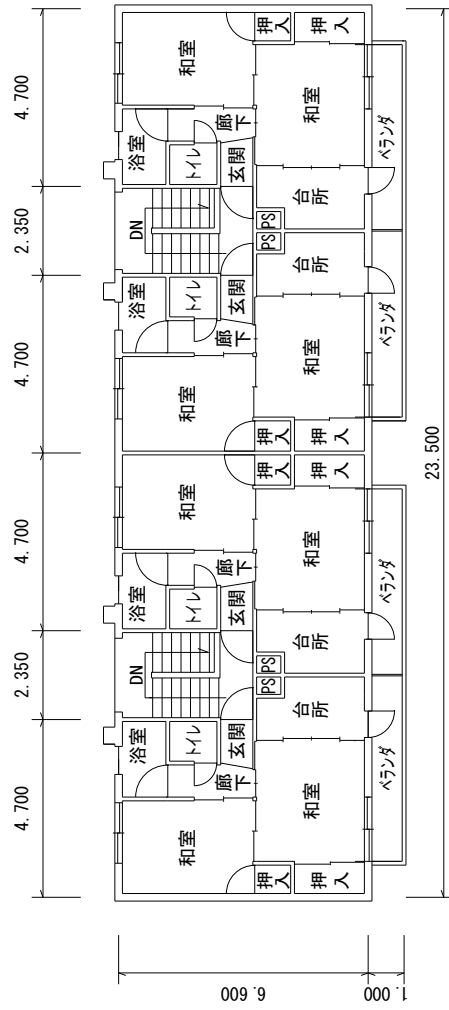 4.700
2.350
4.700
4.700
2.350
4.700
浴室
DN
浴室
浴室
DN
浴室
和室
トイレ
トイレ
和室
和室
トイレ
トイレ
和室
廊下
玄関
玄関
廊下
廊下
玄関
玄関
廊下
押入
PS
PS
押入
押入
PS
PS
押入
押入
和室
台所
台所
和室
押入
押入
和室
台所
台所
和室
押入
ベランダ
ベランダ
ベランダ
ベランダ
6.600
1.000
23.500